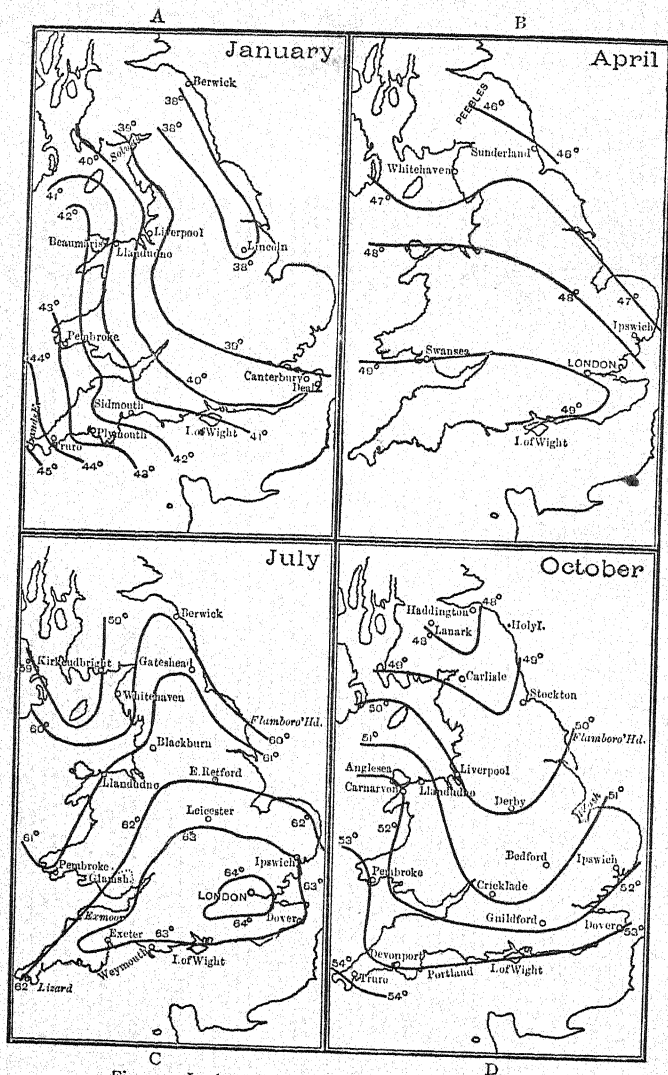 A
B
January
Berwick
38°
39°
38°
Solway
40°
41°
42°
Liverpool
Beaumaris
Llandudno
Lincoln
38°
43°
Pembroke
39°
44°
40°
Canterbury
Deal
Sidmouth
Lands E.
Plymouth
I.of Wight
41°
Truro
42°
45°
44°
43°
April
PEEBLES
46°
Sunderland
46°
Whitehaven
47°
48°
48°
47°
Ipswich
Swansea
LONDON
49°
49°
I.of Wight
July
59°
Berwick
59°
Kirkcudbright
Gateshead
Whitehaven
60°
Flamboro' Hd.
60°
Blackburn
61°
E.Retford
Llandudno
Leicester
62°
62°
63°
61°
Ipswich
Pembroke
64°
Glamsh.
LONDON
63°
Exmoor
64°
Dover
Exeter
63°
Weymouth
I.of Wight
62°
Lizard
October
Haddington
48°
Lanark
Holy I.
48°
49°
49°
Carlisle
Stockton
50°
50°
Flamboro' Hd.
51°
Anglesea
Liverpool
Carnarvon
Llandudno
Derby
51°
52°
53°
Bedford
Ipswich
Pembroke
Cricklade
52°
Guildford
Dover
53°
Devonport
54°
Portland
I.of Wight
Truro
54°
C
D